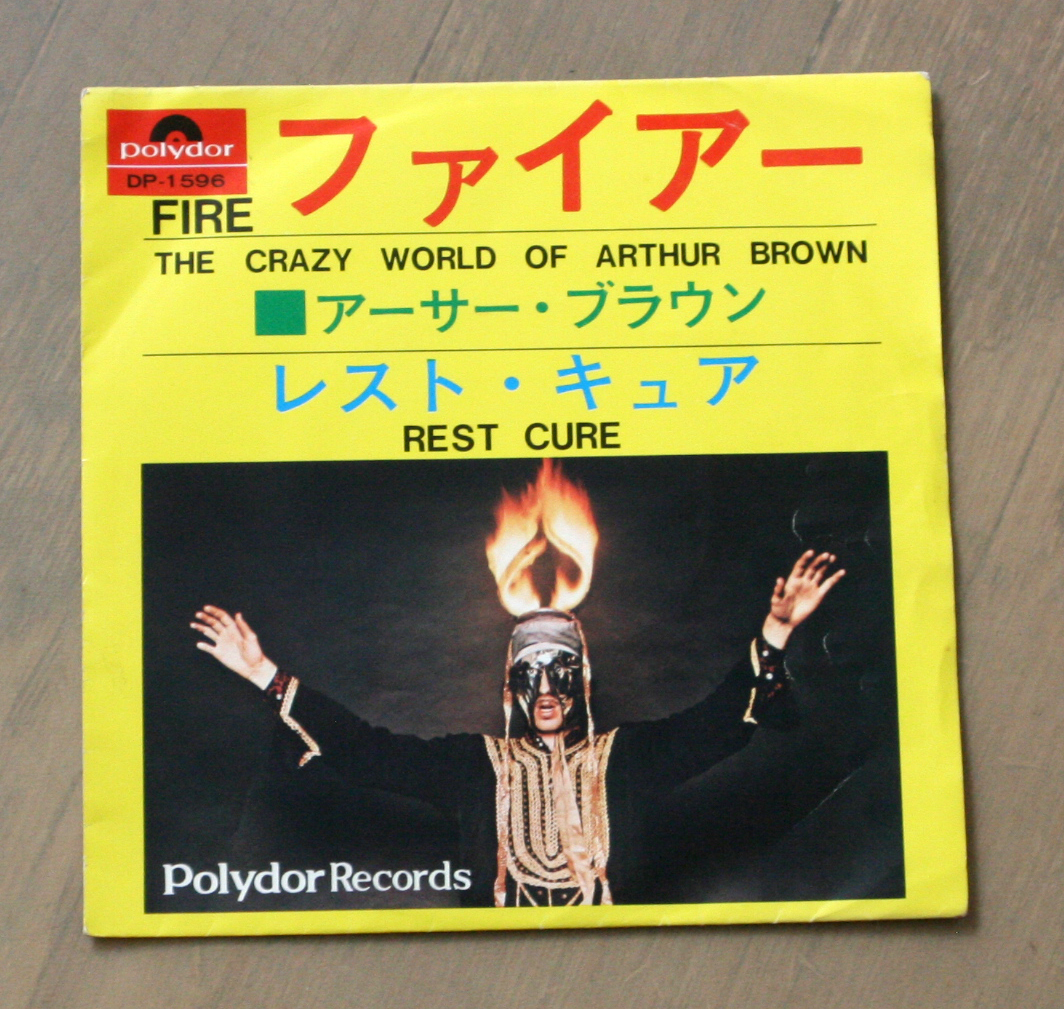 polydor
DP-1596
ファイアー
FIRE
THE CRAZY WORLD OF ARTHUR BROWN
■アーサー・ブラウン
レスト・キュア
REST CURE
Polydor Records